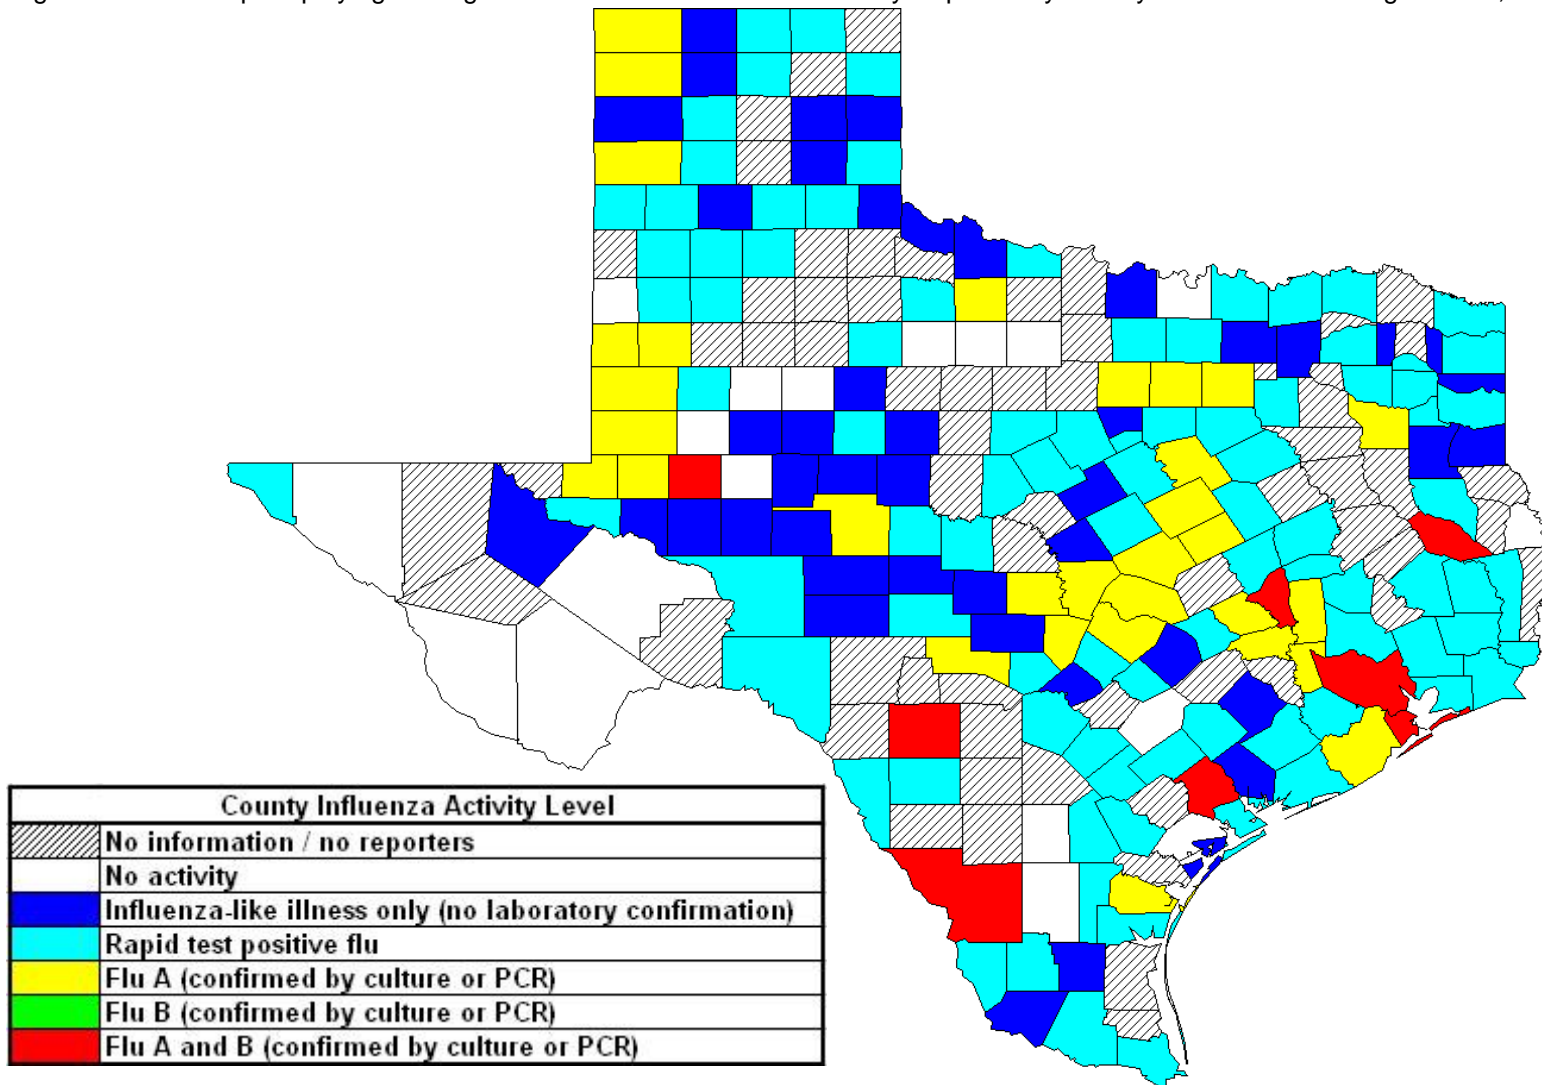 County Influenza Activity Level
No information / no reporters
No activity
Influenza-like illness only (no laboratory confirmation)
Rapid test positive flu
Flu A (confirmed by culture or PCR)
Flu B (confirmed by culture or PCR)
Flu A and B (confirmed by culture or PCR)